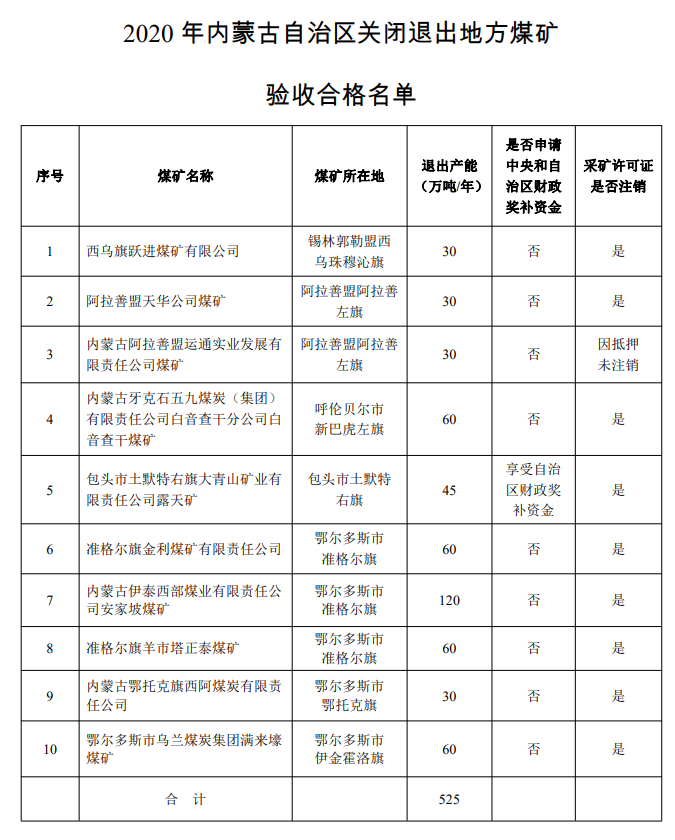 2020 年内蒙古自治区关闭退出地方煤矿
验收合格名单
序号 煤矿名称 煤矿所在地 退出产能（万吨/年） 是否申请中央和自治区财政奖补资金 采矿许可证是否注销
1 西乌旗跃进煤矿有限公司 锡林郭勒盟西乌珠穆沁旗 30 否 是
2 阿拉善盟天华公司煤矿 阿拉善盟阿拉善左旗 30 否 是
3 内蒙古阿拉善盟运通实业发展有限责任公司煤矿 阿拉善盟阿拉善左旗 30 否 因抵押未注销
4 内蒙古牙克石五九煤炭（集团）有限责任公司白音查干分公司白音查干煤矿 呼伦贝尔市新巴虎左旗 60 否 是
5 包头市土默特右旗大青山矿业有限责任公司露天矿 包头市土默特右旗 45 享受自治区财政奖补资金 是
6 准格尔旗金利煤矿有限责任公司 鄂尔多斯市准格尔旗 60 否 是
7 内蒙古伊泰西部煤业有限责任公司安家坡煤矿 鄂尔多斯市准格尔旗 120 否 是
8 准格尔旗羊市塔正泰煤矿 鄂尔多斯市准格尔旗 60 否 是
9 内蒙古鄂托克旗西阿煤炭有限责任公司 鄂尔多斯市鄂托克旗 30 否 是
10 鄂尔多斯市乌兰煤炭集团满来壕煤矿 鄂尔多斯市伊金霍洛旗 60 否 是
合 计 525